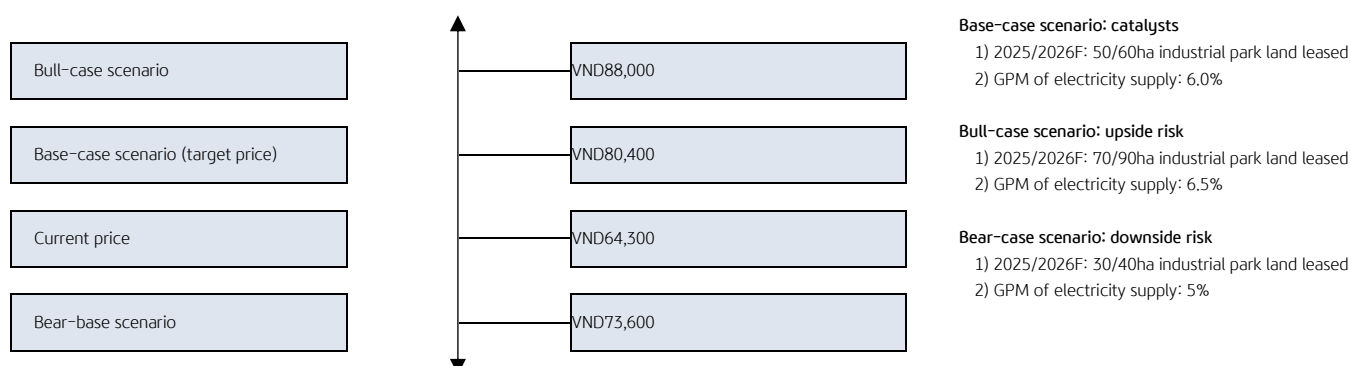 Bull-case scenario
VND88,000
Base-case scenario (target price)
VND80,400
Current price
VND64,300
Bear-base scenario
VND73,600
Base-case scenario: catalysts
1) 2025/2026F: 50/60ha industrial park land leased
2) GPM of electricity supply: 6.0%
Bull-case scenario: upside risk
1) 2025/2026F: 70/90ha industrial park land leased
2) GPM of electricity supply: 6.5%
Bear-case scenario: downside risk
1) 2025/2026F: 30/40ha industrial park land leased
2) GPM of electricity supply: 5%